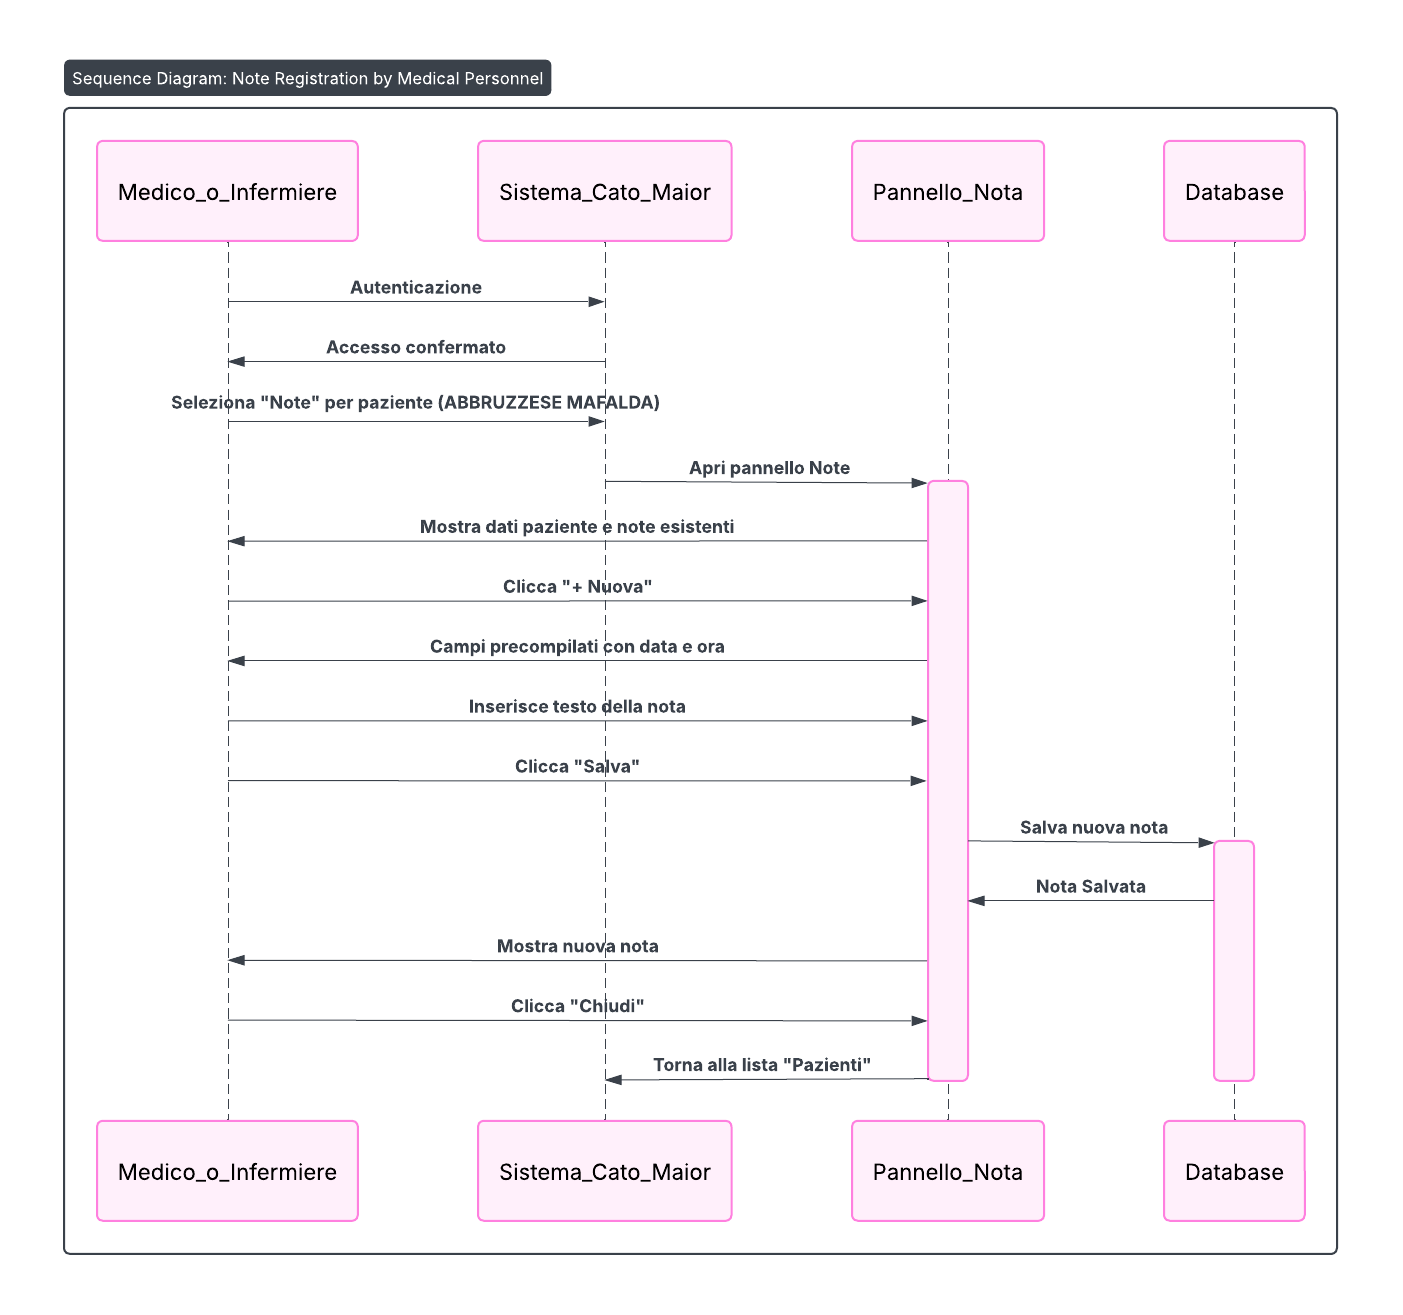 Sequence Diagram: Note Registration by Medical Personnel
Medico_o_Infermiere
Sistema_Cato_Maior
Pannello_Nota
Database
Autenticazione
Accesso confermato
Seleziona "Note" per paziente (ABBRUZZESE MAFALDA)
Apri pannello Note
Mostra dati paziente e note esistenti
Clicca "+ Nuova"
Campi precompilati con data e ora
Inserisce testo della nota
Clicca "Salva"
Salva nuova nota
Nota Salvata
Mostra nuova nota
Clicca "Chiudi"
Torna alla lista "Pazienti"
Medico_o_Infermiere
Sistema_Cato_Maior
Pannello_Nota
Database